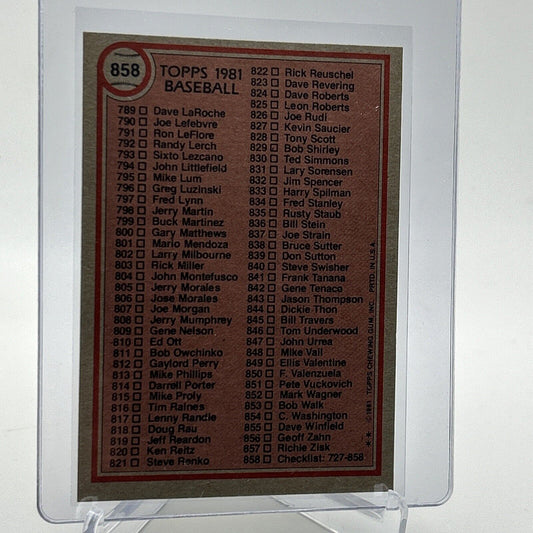 858
TOPPS 1981
BASEBALL
789 Dave LaRoche
790 Joe Lefebvre
791 Ron LeFlore
792 Randy Lerch
793 Sixto Lezcano
794 John Littlefield
795 Mike Lum
796 Greg Luzinski
797 Fred Lynn
798 Jerry Martin
799 Buck Martinez
800 Gary Matthews
801 Mario Mendoza
802 Larry Milbourne
803 Rick Miller
804 John Montefusco
805 Jerry Morales
806 Jose Morales
807 Joe Morgan
808 Jerry Mumphrey
809 Gene Nelson
810 Ed Ott
811 Bob Owchinko
812 Gaylord Perry
813 Mike Phillips
814 Darrell Porter
815 Mike Proly
816 Tim Raines
817 Lenny Randle
818 Doug Rau
819 Jeff Reardon
820 Ken Reitz
821 Steve Renko
822 Rick Reuschel
823 Dave Revering
824 Dave Roberts
825 Leon Roberts
826 Joe Rudi
827 Kevin Saucier
828 Tony Scott
829 Bob Shirley
830 Ted Simmons
831 Lary Sorensen
832 Jim Spencer
833 Harry Spilman
834 Fred Stanley
835 Rusty Staub
836 Bill Stein
837 Joe Strain
838 Bruce Sutter
839 Don Sutton
840 Steve Swisher
841 Frank Tanana
842 Gene Tenace
843 Jason Thompson
844 Dickie Thon
845 Bill Travers
846 Tom Underwood
847 John Urrea
848 Mike Vail
849 Ellis Valentine
850 F. Valenzuela
851 Pete Vuckovich
852 Mark Wagner
853 Bob Walk
854 C. Washington
855 Dave Winfield
856 Geoff Zahn
857 Richie Zisk
858 Checklist: 727-858
** © 1981 TOPPS CHEWING GUM, INC. PRTD. IN U.S.A.